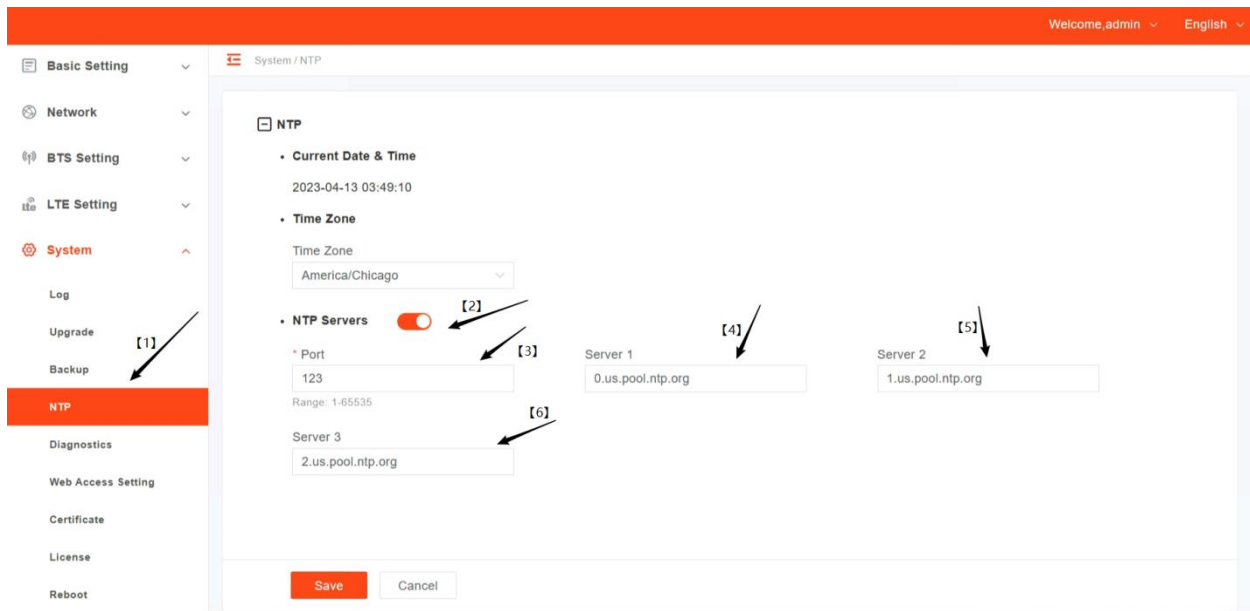 Welcome,admin English
Basic Setting
System / NTP
Network
NTP
BTS Setting
Current Date & Time
2023-04-13 03:49:10
LTE Setting
Time Zone
System
Time Zone
America/Chicago
Log
【2】
NTP Servers
Upgrade
【1】
【3】
【4】
【5】
* Port
Server 1
Server 2
Backup
123
0.us.pool.ntp.org
1.us.pool.ntp.org
NTP
Range: 1-65535
【6】
Diagnostics
Server 3
2.us.pool.ntp.org
Web Access Setting
Certificate
License
Reboot
Save
Cancel